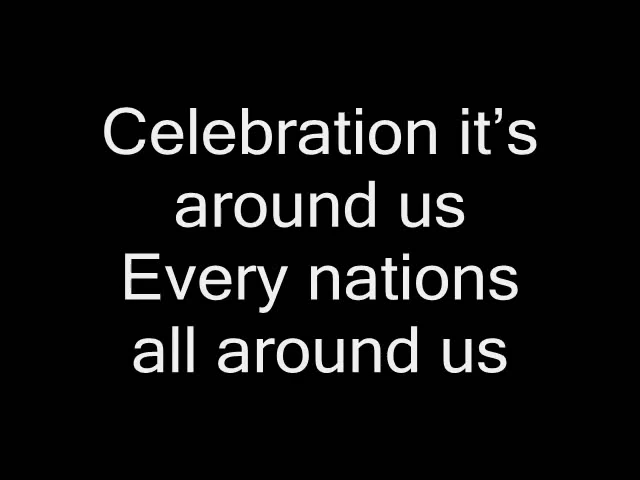 Celebration it’s
around us
Every nations
all around us